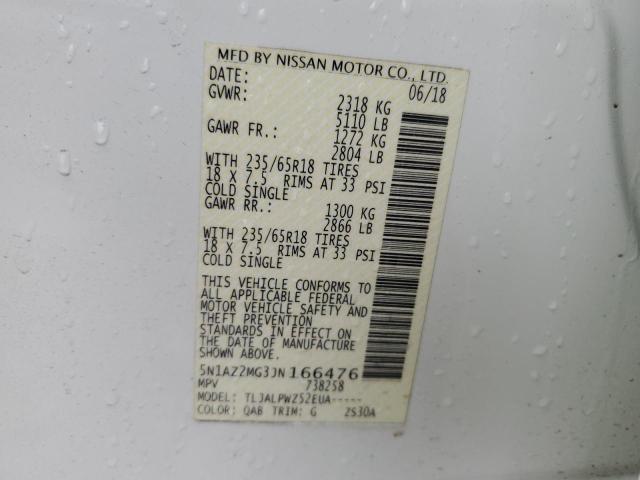 MFD BY NISSAN MOTOR CO., LTD.
DATE: 06/18
GVWR: 2318 KG
5110 LB
GAWR FR.: 1272 KG
2804 LB
WITH 235/65R18 TIRES
18 X 7.5 RIMS AT 33 PSI
COLD SINGLE
GAWR RR.: 1300 KG
2866 LB
WITH 235/65R18 TIRES
18 X 7.5 RIMS AT 33 PSI
COLD SINGLE
THIS VEHICLE CONFORMS TO
ALL APPLICABLE FEDERAL
MOTOR VEHICLE SAFETY AND
THEFT PREVENTION
STANDARDS IN EFFECT ON
THE DATE OF MANUFACTURE
SHOWN ABOVE.
5N1AZ2MG3JN166476
MPV 738258
MODEL: TLJALPWZ52EUA-----
COLOR: QAB TRIM: G 2S30A